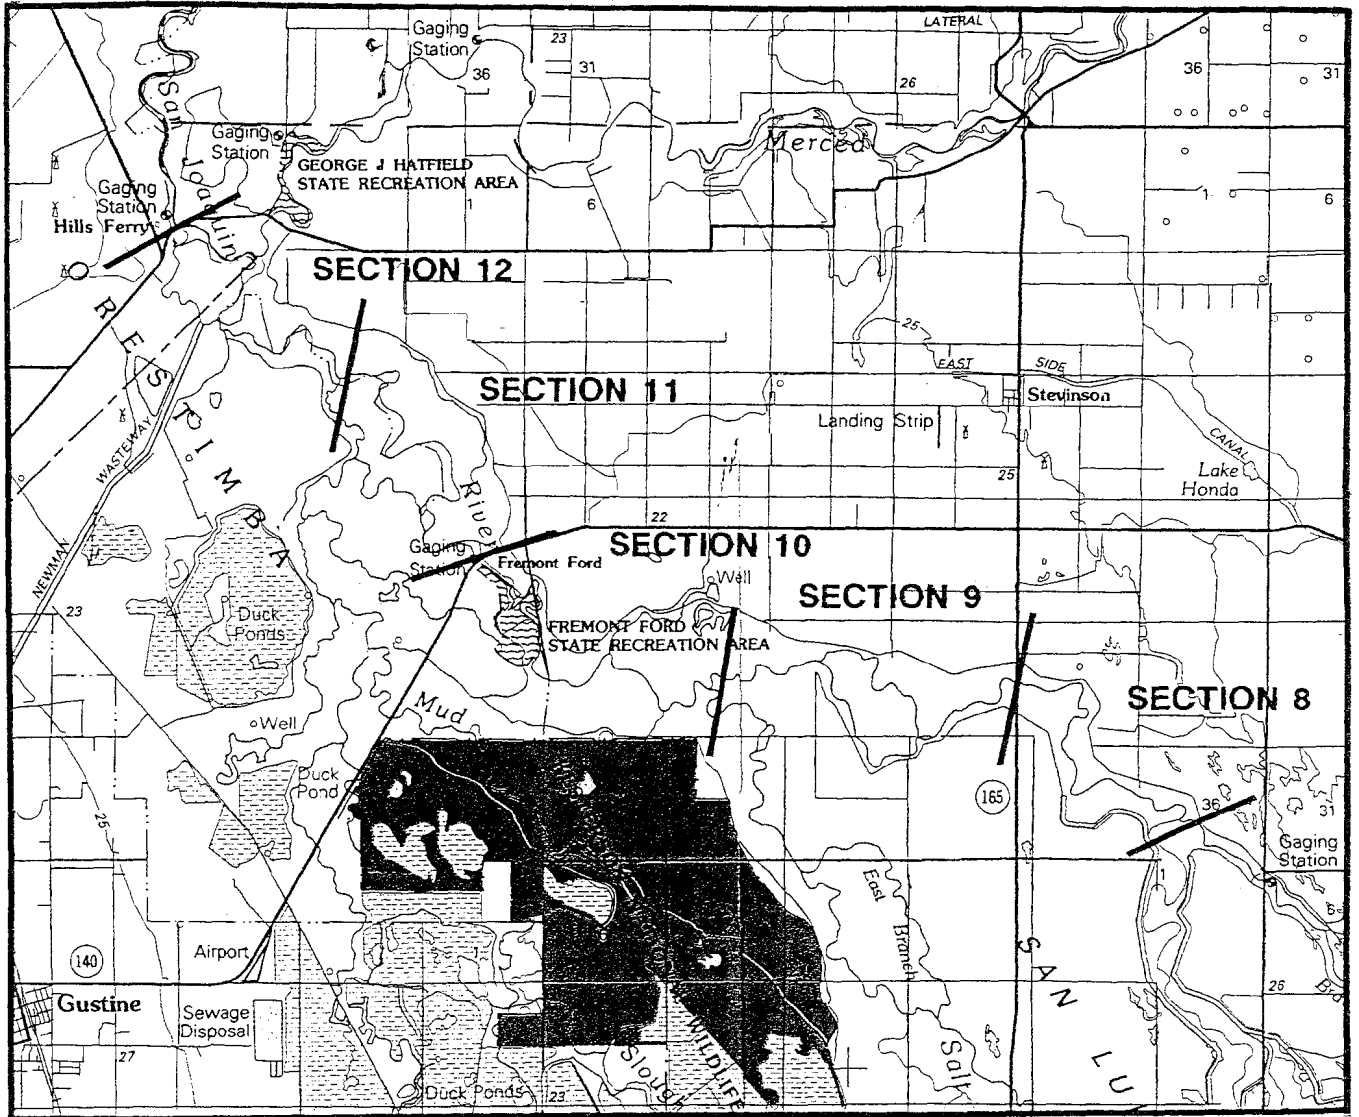 LATERAL
Gaging
Station
23
36
31
26
36
31
San
Joaquin
Gaging
Station
Merced
GEORGE J HATFIELD
STATE RECREATION AREA
1
6
1
6
Gaging
Station
Hills Ferry
SECTION 12
RESTIMBA
25
EAST
SIDE
CANAL
SECTION 11
Stevinson
Landing Strip
WASTEWAY
25
Lake
Honda
River
22
SECTION 10
Gaging
Station
Fremont Ford
NEWMAN
Well
SECTION 9
23
Duck
Ponds
FREMONT FORD
STATE RECREATION AREA
SECTION 8
Mud
Well
Duck
Pond
165
36
31
Gaging
Station
25
1
East
Branch
Airport
140
SAN LU
Gustine
Sewage
Disposal
26
27
Slough
WILDLIFE
Salt
Duck Ponds
23